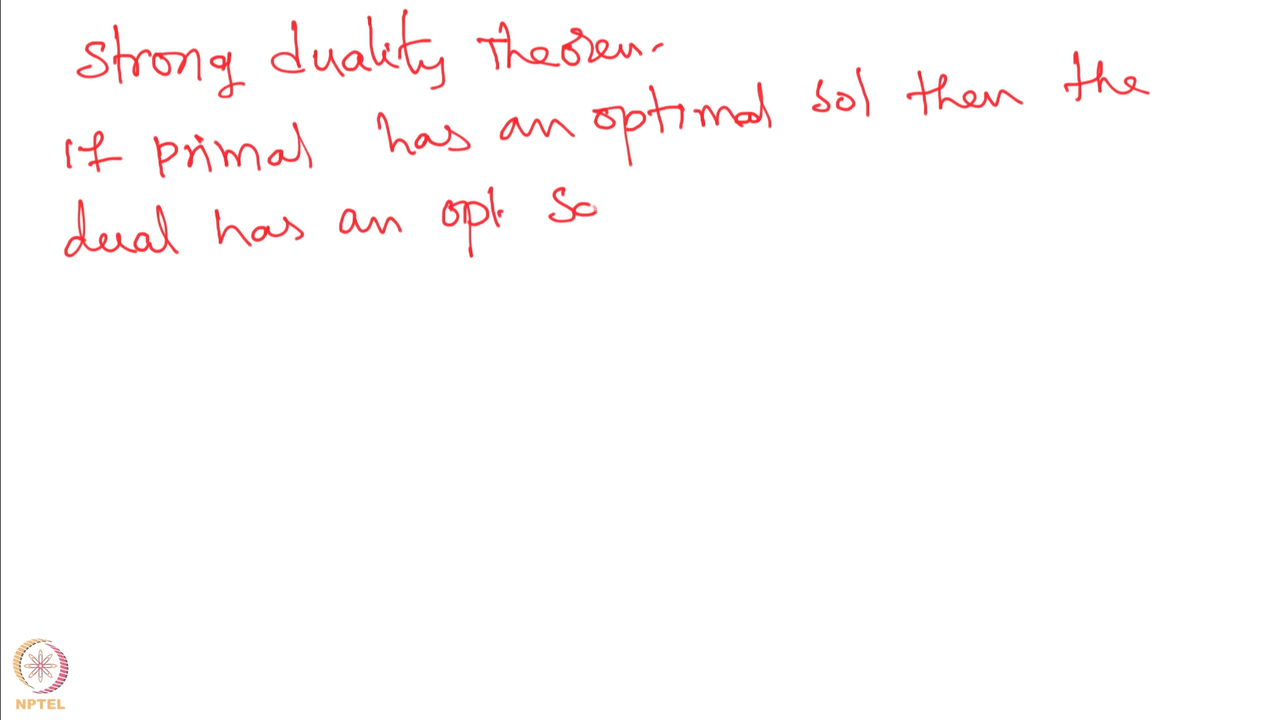 strong duality Theorem.
if primal has an optimal sol then the
dual has an opt. so
NPTEL